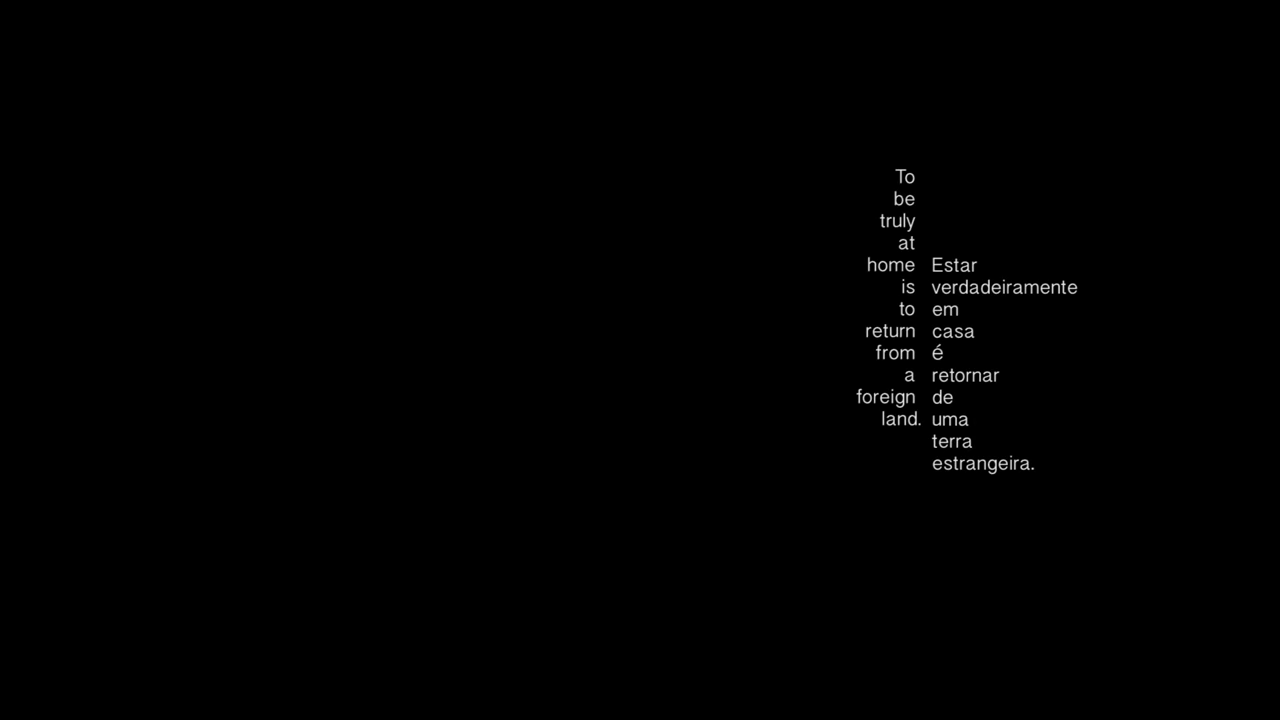 To
be
truly
at
home
is
to
return
from
a
foreign
land.
Estar
verdadeiramente
em
casa
é
retornar
de
uma
terra
estrangeira.